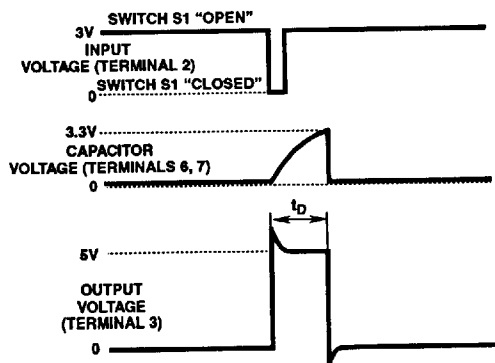 SWITCH S1 “OPEN”
3V
INPUT
VOLTAGE (TERMINAL 2)
SWITCH S1 “CLOSED”
0
3.3V
CAPACITOR
VOLTAGE (TERMINALS 6, 7)
0
tD
5V
OUTPUT
VOLTAGE
(TERMINAL 3)
0